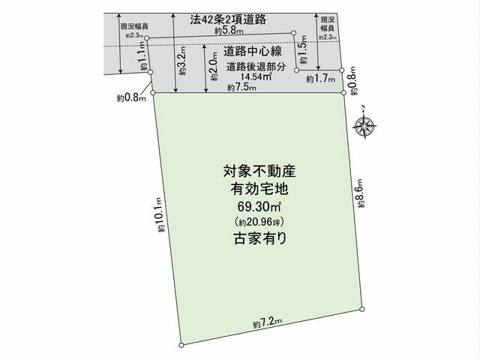 法42条2項道路
現況幅員
約2.3m
約5.8m
現況幅員
約2.3m
約1.1m
約3.2m
約2.0m
道路中心線
約1.5m
道路後退部分
14.54㎡
約1.7m
約7.5m
約0.8m
約0.8m
N
対象不動産
有効宅地
69.30㎡
(約20.96坪)
古家有り
約10.1m
約8.6m
約7.2m